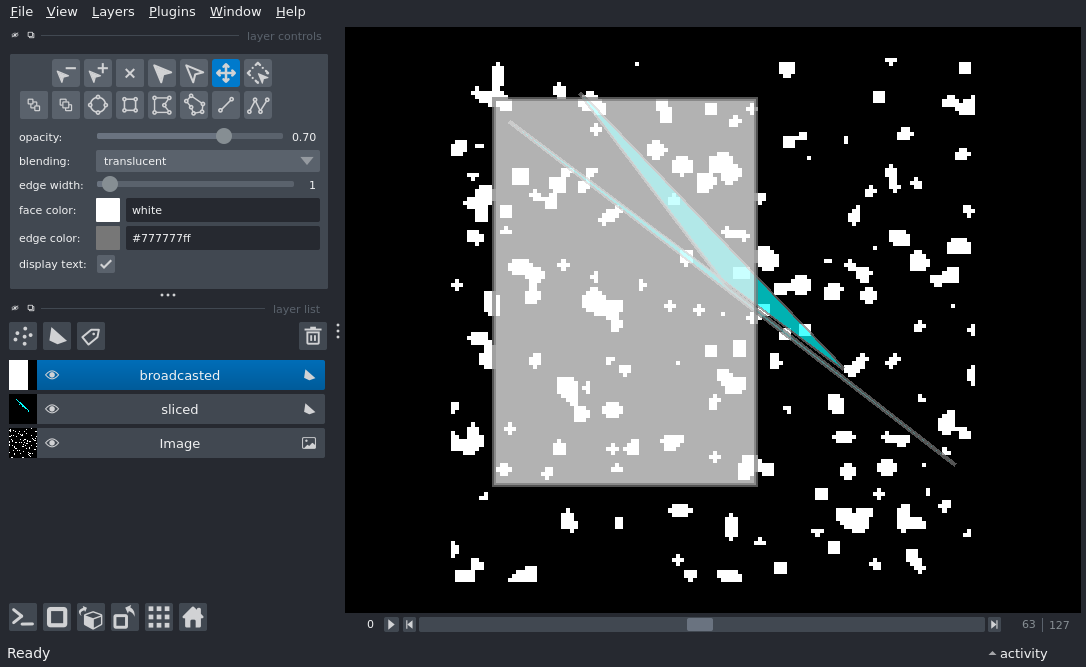 File View Layers Plugins Window Help
layer controls
opacity: 0.70
blending: translucent
edge width: 1
face color: white
edge color: #777777ff
display text:
layer list
broadcasted
sliced
Image
0 63 127
Ready activity